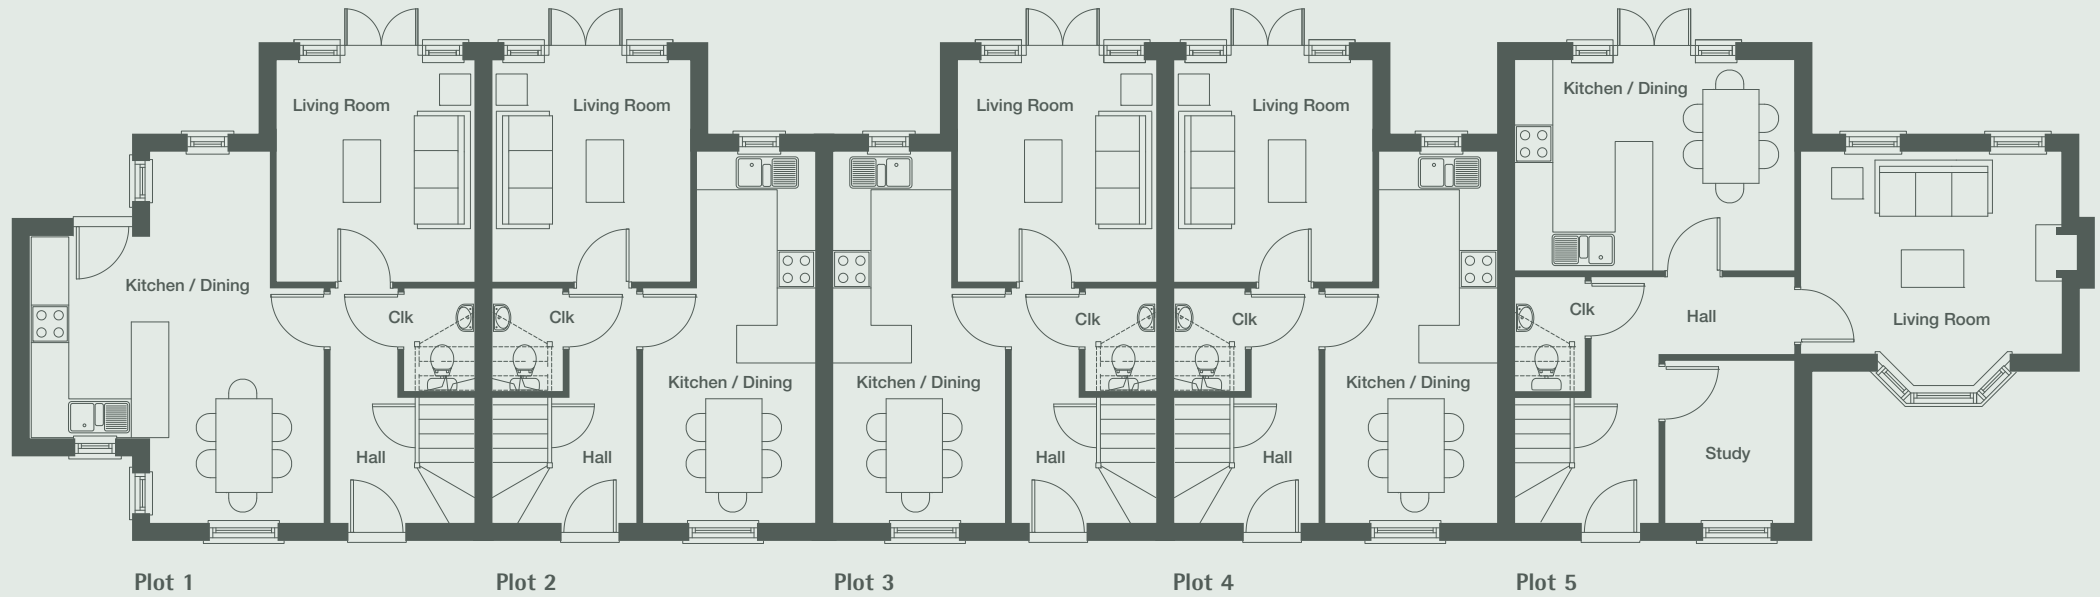 Living Room
Kitchen / Dining
Clk
Hall
Plot 1
Living Room
Clk
Kitchen / Dining
Hall
Plot 2
Living Room
Clk
Kitchen / Dining
Hall
Plot 3
Living Room
Clk
Kitchen / Dining
Hall
Plot 4
Kitchen / Dining
Clk
Hall
Living Room
Study
Plot 5